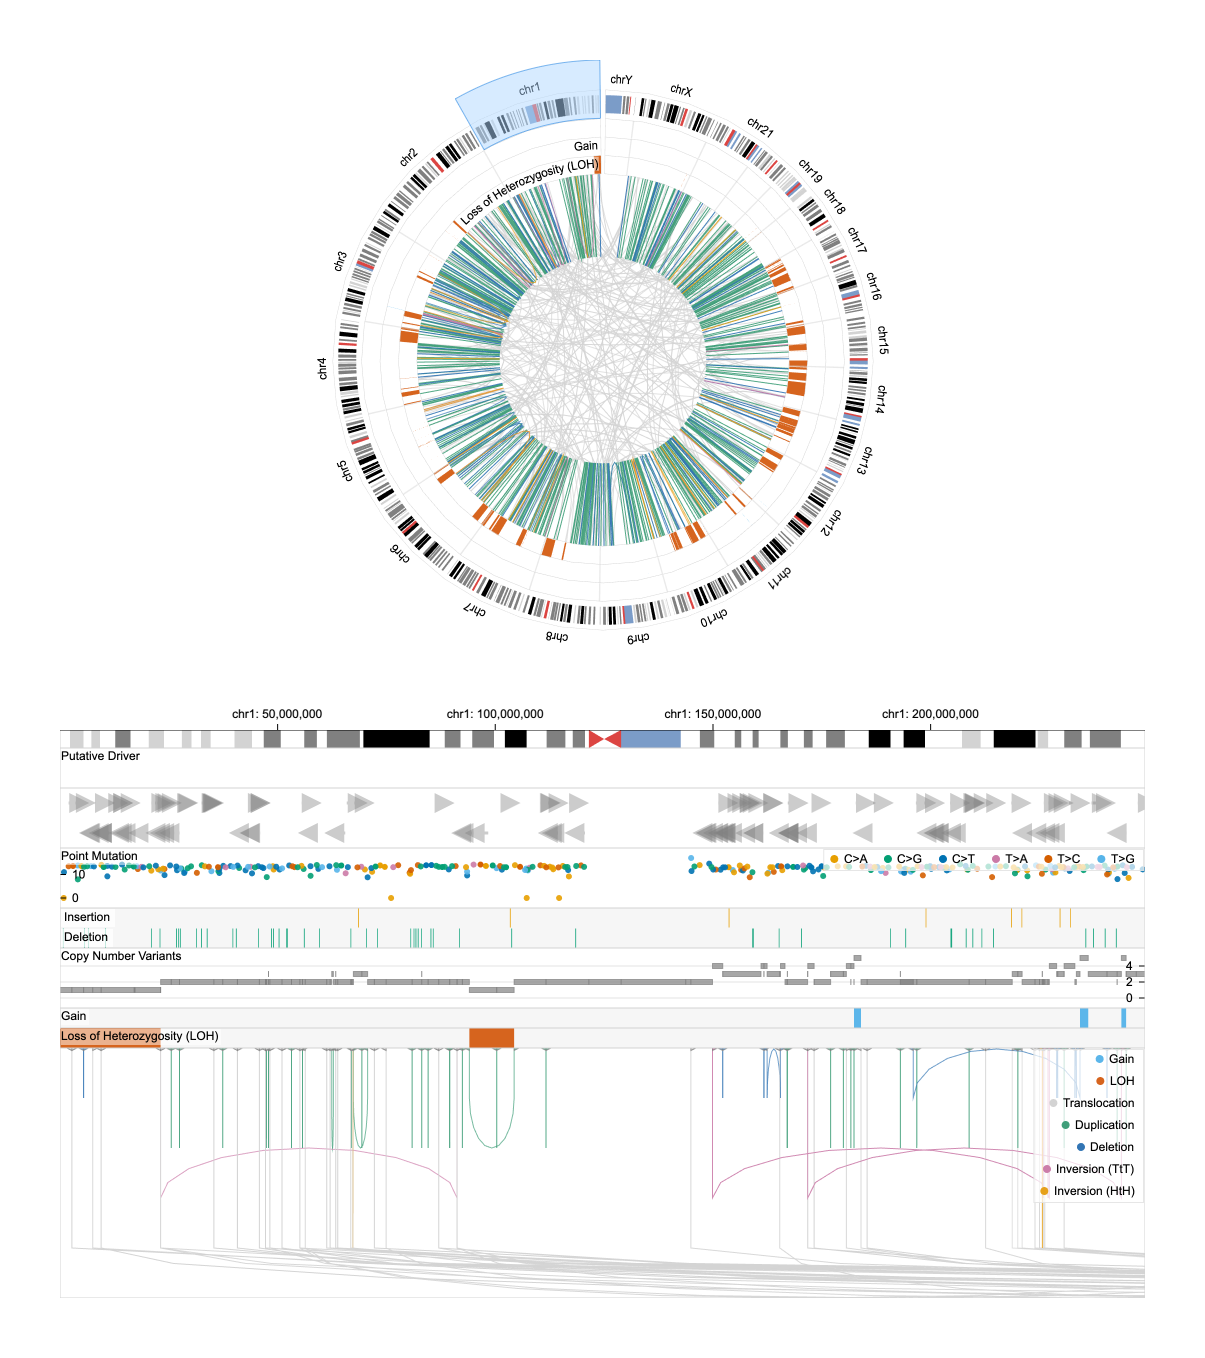 chr1
chrY
chrX
chr21
chr19
chr18
chr17
chr16
chr15
chr14
chr13
chr12
chr11
chr10
chr9
chr8
chr7
chr6
chr5
chr4
chr3
chr2
Gain
Loss of Heterozygosity (LOH)
chr1: 50,000,000 chr1: 100,000,000 chr1: 150,000,000 chr1: 200,000,000
Putative Driver
Point Mutation
C>A C>G C>T T>A T>C T>G
10
0
Insertion
Deletion
Copy Number Variants
4
2
0
Gain
Loss of Heterozygosity (LOH)
Gain
LOH
Translocation
Duplication
Deletion
Inversion (TtT)
Inversion (HtH)